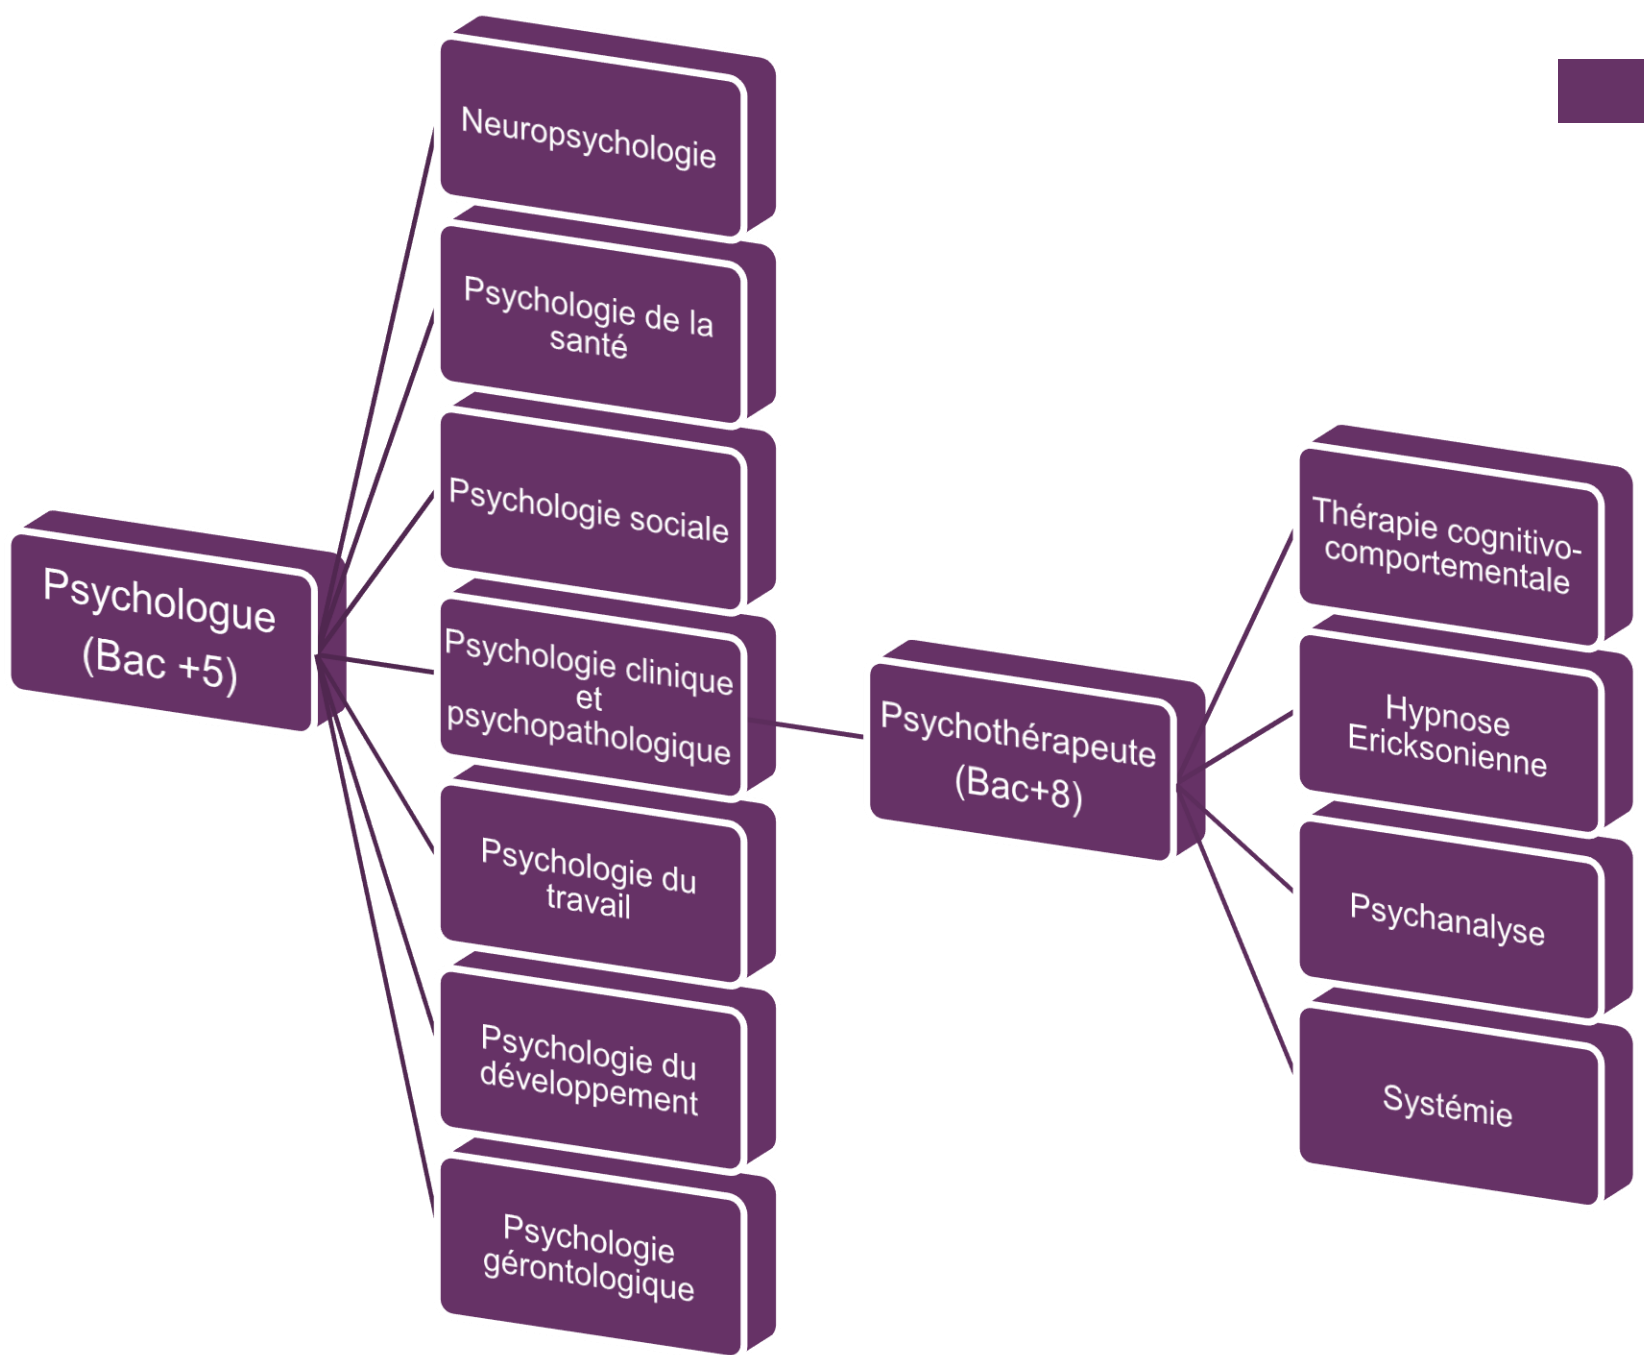 Neuropsychologie
Psychologie de la
santé
Psychologie sociale
Psychologue
(Bac +5)
Psychologie clinique
et
psychopathologique
Psychologie du
travail
Psychologie du
développement
Psychologie
gérontologique
Psychothérapeute
(Bac+8)
Thérapie cognitivo-
comportementale
Hypnose
Ericksonienne
Psychanalyse
Systémie